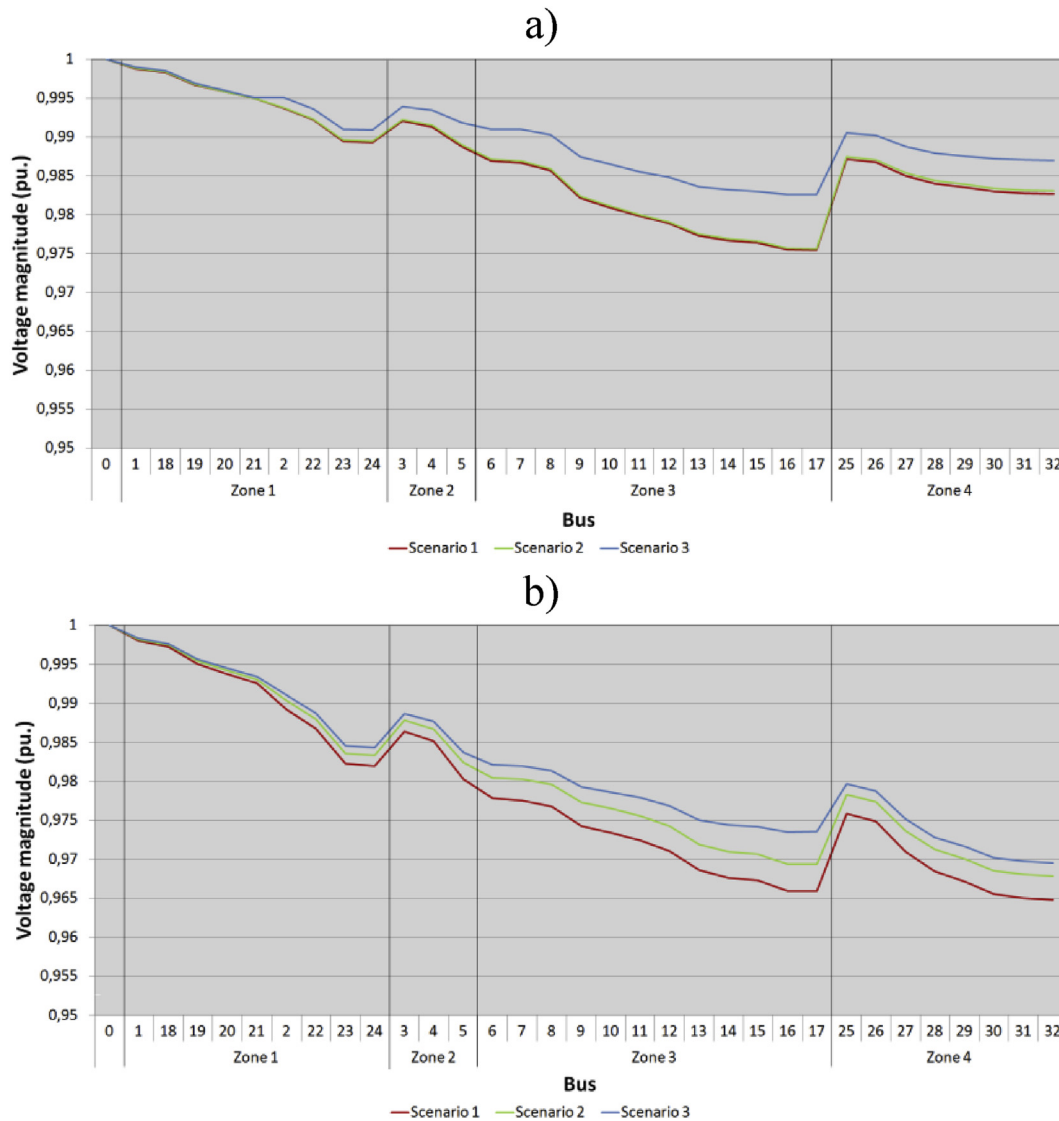 a)
1
0,995
0,99
0,985
0,98
0,975
0,97
0,965
0,96
0,955
0,95
Voltage magnitude (pu.)
0 1 18 19 20 21 2 22 23 24 3 4 5 6 7 8 9 10 11 12 13 14 15 16 17 25 26 27 28 29 30 31 32
Zone 1 Zone 2 Zone 3 Zone 4
Bus
Scenario 1 Scenario 2 Scenario 3
b)
1
0,995
0,99
0,985
0,98
0,975
0,97
0,965
0,96
0,955
0,95
Voltage magnitude (pu.)
0 1 18 19 20 21 2 22 23 24 3 4 5 6 7 8 9 10 11 12 13 14 15 16 17 25 26 27 28 29 30 31 32
Zone 1 Zone 2 Zone 3 Zone 4
Bus
Scenario 1 Scenario 2 Scenario 3